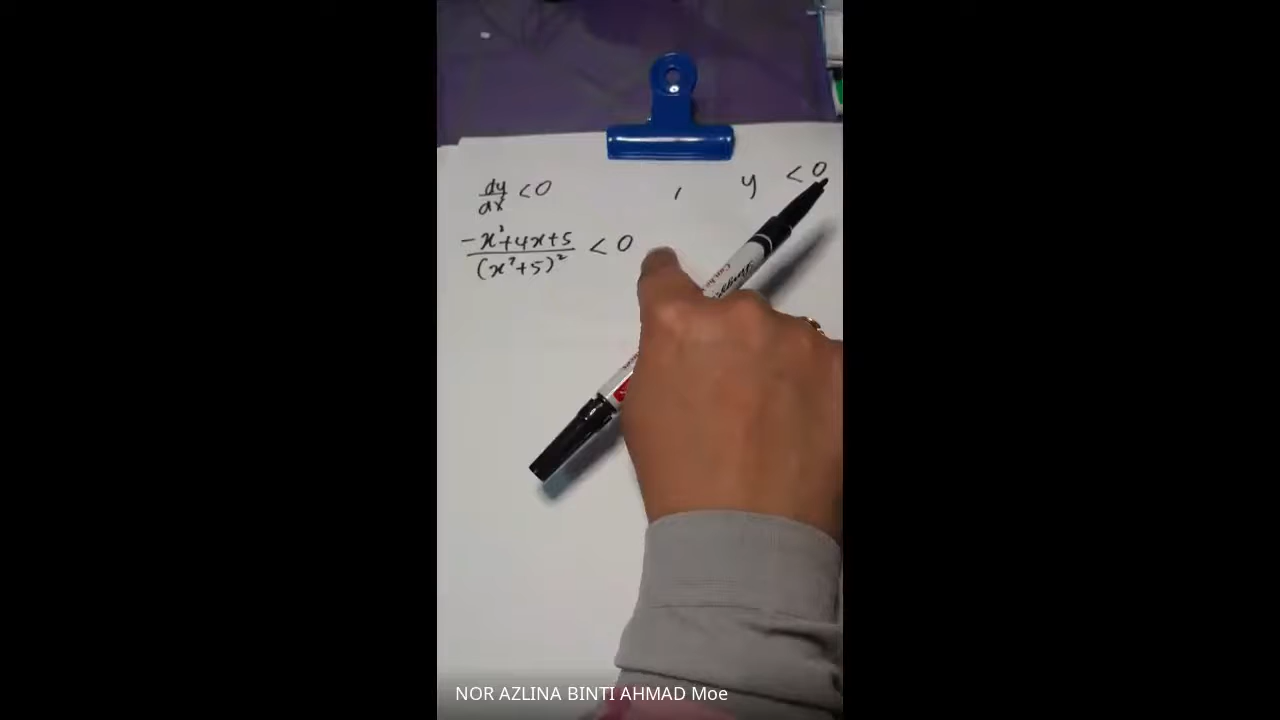 dy/dx < 0 , y < 0
-x²+4x+5/(x²+5)² < 0
NOR AZLINA BINTI AHMAD Moe